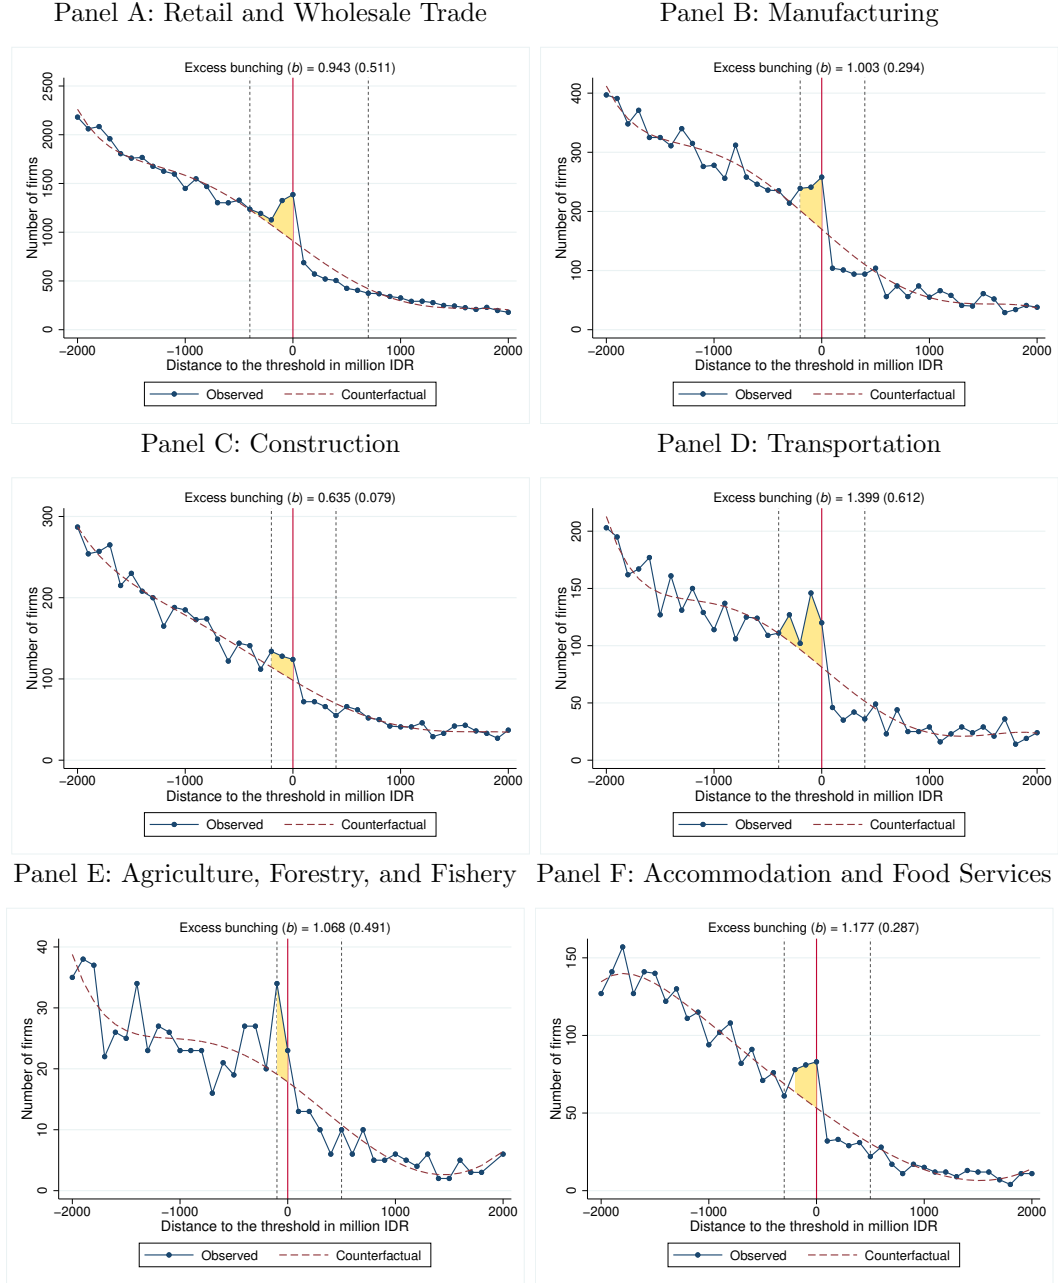 Panel A: Retail and Wholesale Trade
Excess bunching (b) = 0.943 (0.511)
Number of firms
2500
2000
1500
1000
500
0
−2000 −1000 0 1000 2000
Distance to the threshold in million IDR
Observed Counterfactual
Panel B: Manufacturing
Excess bunching (b) = 1.003 (0.294)
Number of firms
400
300
200
100
0
−2000 −1000 0 1000 2000
Distance to the threshold in million IDR
Observed Counterfactual
Panel C: Construction
Excess bunching (b) = 0.635 (0.079)
Number of firms
300
200
100
0
−2000 −1000 0 1000 2000
Distance to the threshold in million IDR
Observed Counterfactual
Panel D: Transportation
Excess bunching (b) = 1.399 (0.612)
Number of firms
200
150
100
50
0
−2000 −1000 0 1000 2000
Distance to the threshold in million IDR
Observed Counterfactual
Panel E: Agriculture, Forestry, and Fishery
Excess bunching (b) = 1.068 (0.491)
Number of firms
40
30
20
10
0
−2000 −1000 0 1000 2000
Distance to the threshold in million IDR
Observed Counterfactual
Panel F: Accommodation and Food Services
Excess bunching (b) = 1.177 (0.287)
Number of firms
150
100
50
0
−2000 −1000 0 1000 2000
Distance to the threshold in million IDR
Observed Counterfactual